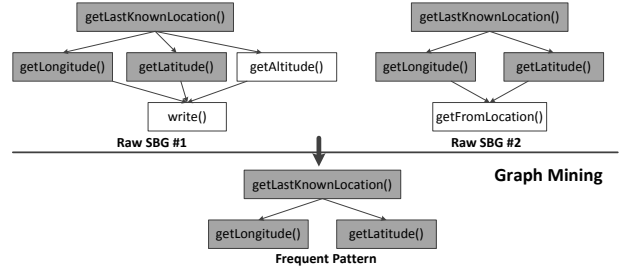 getLastKnownLocation() getLastKnownLocation()
getLongitude() getLatitude() getAltitude() getLongitude() getLatitude()
write() getFromLocation()
Raw SBG #1 Raw SBG #2
Graph Mining
getLastKnownLocation()
getLongitude() getLatitude()
Frequent Pattern